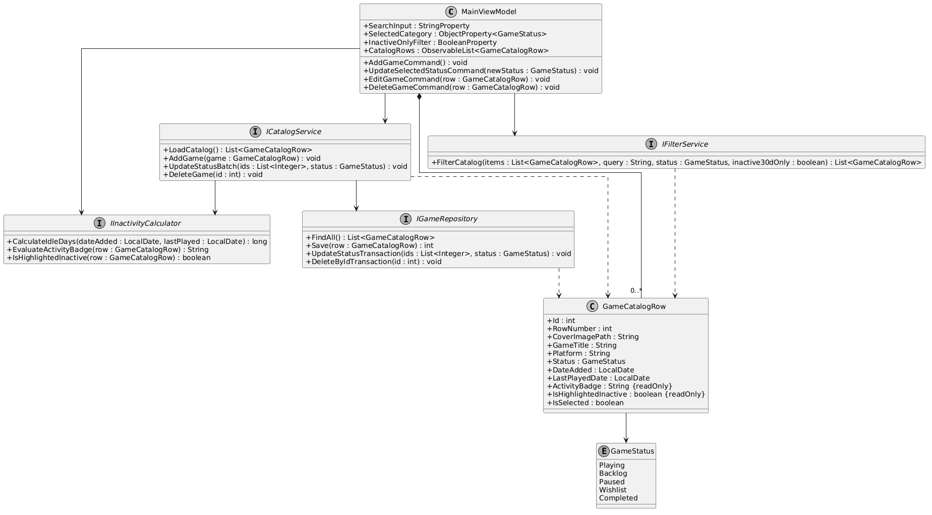 C MainViewModel
+SearchInput : StringProperty
+SelectedCategory : ObjectProperty<GameStatus>
+InactiveOnlyFilter : BooleanProperty
+CatalogRows : ObservableList<GameCatalogRow>
+AddGameCommand() : void
+UpdateSelectedStatusCommand(newStatus : GameStatus) : void
+EditGameCommand(row : GameCatalogRow) : void
+DeleteGameCommand(row : GameCatalogRow) : void
I ICatalogService
+LoadCatalog() : List<GameCatalogRow>
+AddGame(game : GameCatalogRow) : void
+UpdateStatusBatch(ids : List<Integer>, status : GameStatus) : void
+DeleteGame(id : int) : void
I IFilterService
+FilterCatalog(items : List<GameCatalogRow>, query : String, status : GameStatus, inactive30dOnly : boolean) : List<GameCatalogRow>
I IInactivityCalculator
+CalculateIdleDays(dateAdded : LocalDate, lastPlayed : LocalDate) : long
+EvaluateActivityBadge(row : GameCatalogRow) : String
+IsHighlightedInactive(row : GameCatalogRow) : boolean
I IGameRepository
+FindAll() : List<GameCatalogRow>
+Save(row : GameCatalogRow) : int
+UpdateStatusTransaction(ids : List<Integer>, status : GameStatus) : void
+DeleteByIdTransaction(id : int) : void
0..*
C GameCatalogRow
+Id : int
+RowNumber : int
+CoverImagePath : String
+GameTitle : String
+Platform : String
+Status : GameStatus
+DateAdded : LocalDate
+LastPlayedDate : LocalDate
+ActivityBadge : String {readOnly}
+IsHighlightedInactive : boolean {readOnly}
+IsSelected : boolean
E GameStatus
Playing
Backlog
Paused
Wishlist
Completed